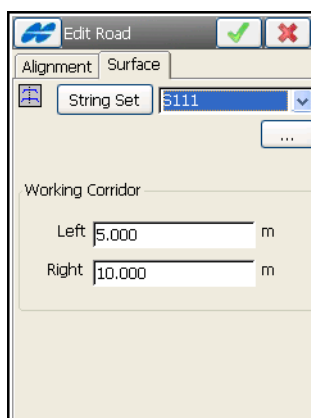 Edit Road
Alignment Surface
String Set S111
...
Working Corridor
Left 5.000 m
Right 10.000 m